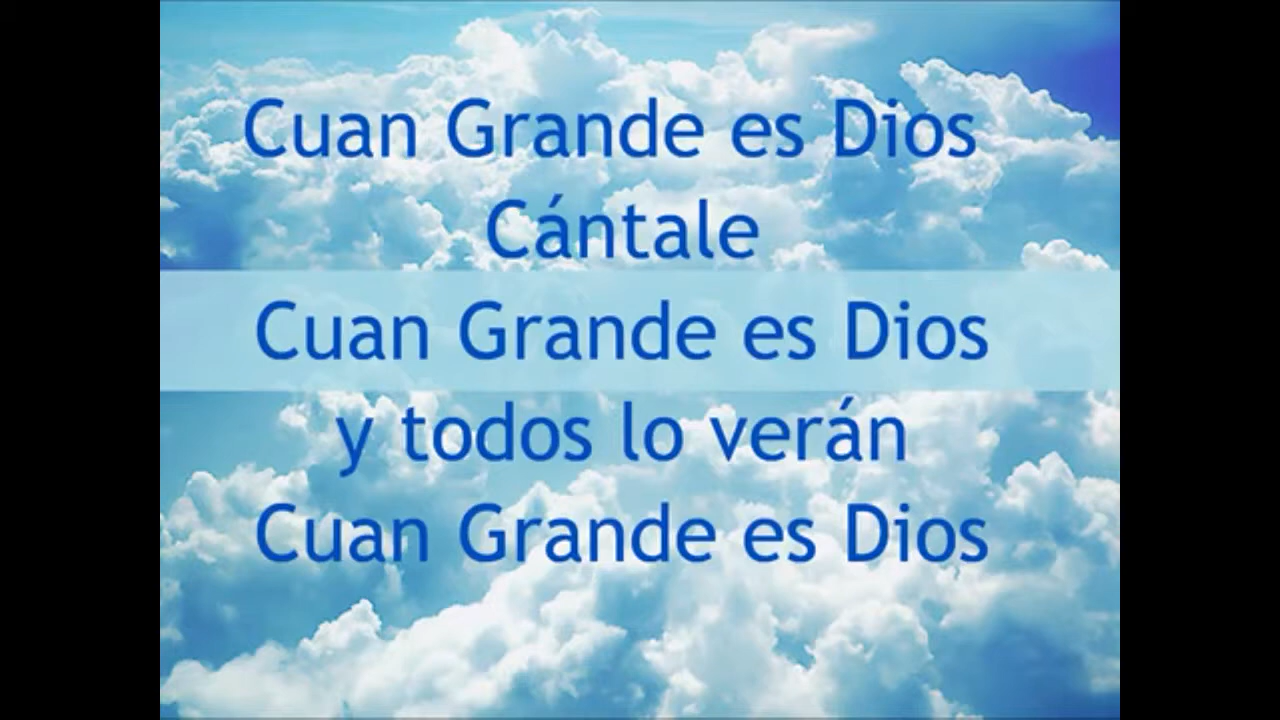 Cuan Grande es Dios
Cántale
Cuan Grande es Dios
y todos lo verán
Cuan Grande es Dios